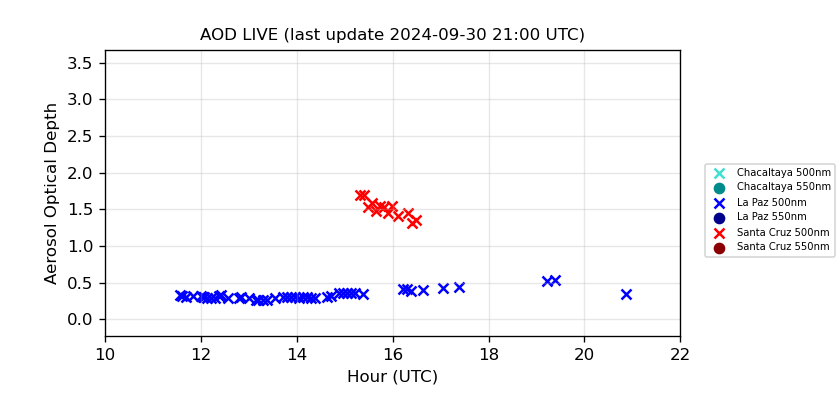 AOD LIVE (last update 2024-09-30 21:00 UTC)
3.5
3.0
2.5
2.0
1.5
1.0
0.5
0.0
Aerosol Optical Depth
10 12 14 16 18 20 22
Hour (UTC)
Chacaltaya 500nm
Chacaltaya 550nm
La Paz 500nm
La Paz 550nm
Santa Cruz 500nm
Santa Cruz 550nm